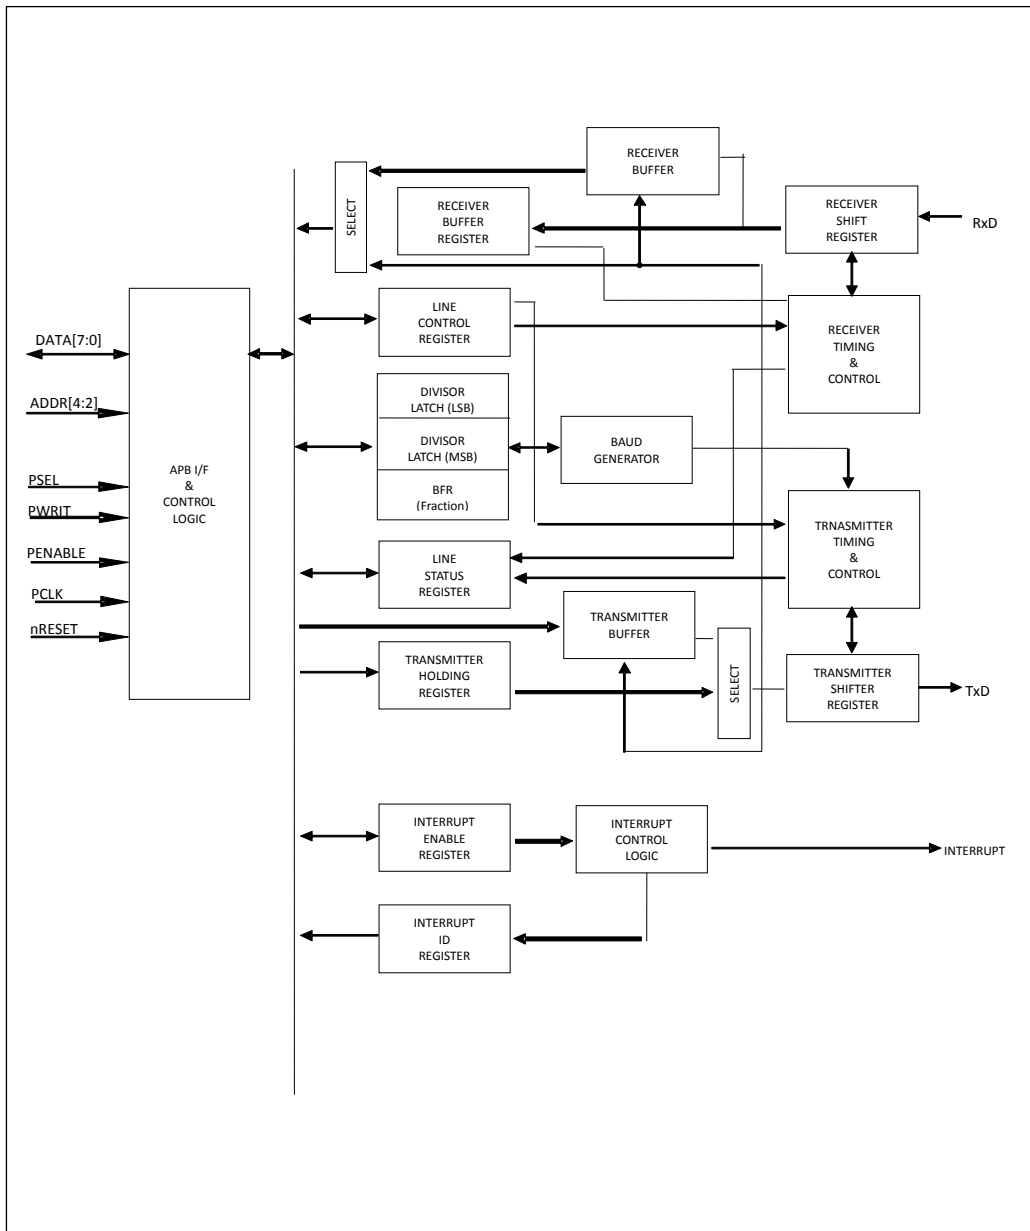 RECEIVER
BUFFER
SELECT
RECEIVER
BUFFER
REGISTER
RECEIVER
SHIFT
REGISTER
RxD
LINE
CONTROL
REGISTER
RECEIVER
TIMING
&
CONTROL
DATA[7:0]
ADDR[4:2]
PSEL
PWRIT
PENABLE
PCLK
nRESET
APB I/F
&
CONTROL
LOGIC
DIVISOR
LATCH (LSB)
DIVISOR
LATCH (MSB)
BFR
(Fraction)
BAUD
GENERATOR
TRNASMITTER
TIMING
&
CONTROL
LINE
STATUS
REGISTER
TRANSMITTER
BUFFER
TRANSMITTER
HOLDING
REGISTER
SELECT
TRANSMITTER
SHIFTER
REGISTER
TxD
INTERRUPT
ENABLE
REGISTER
INTERRUPT
CONTROL
LOGIC
INTERRUPT
INTERRUPT
ID
REGISTER